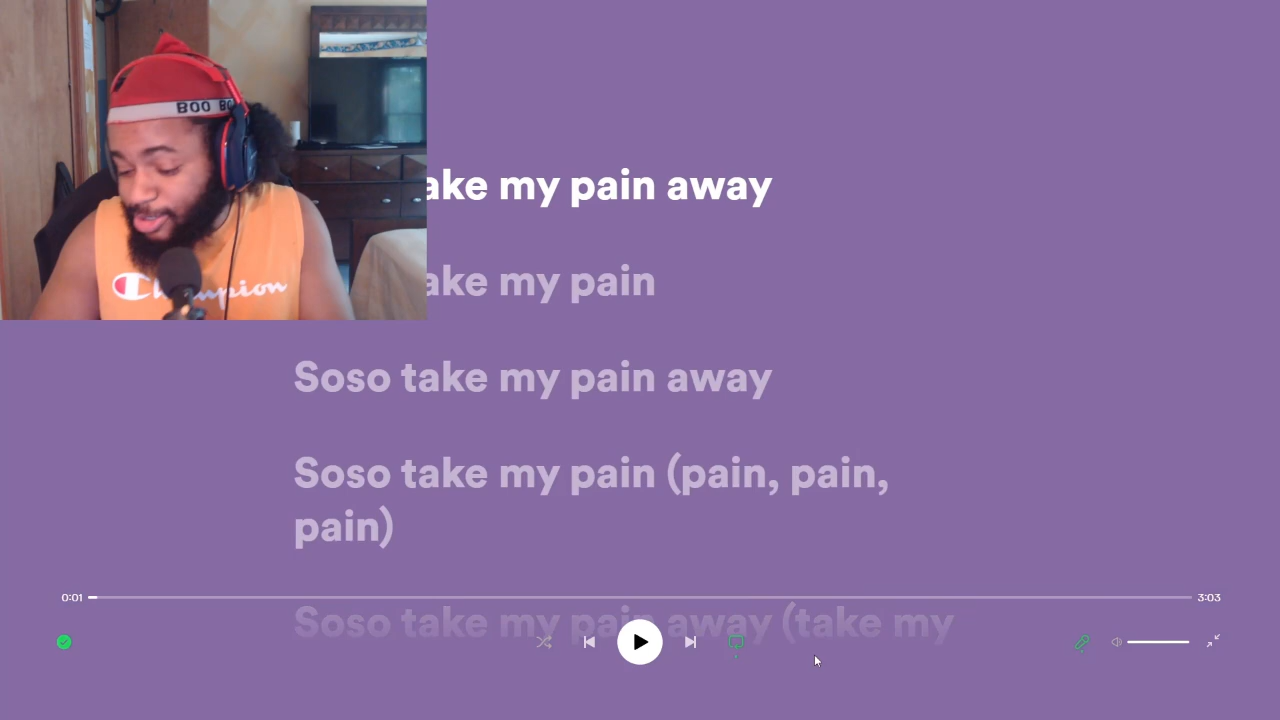 BOO BO
Champion
ake my pain away
ake my pain
Soso take my pain away
Soso take my pain (pain, pain,
pain)
0:01
3:03
Soso take my pain away (take my